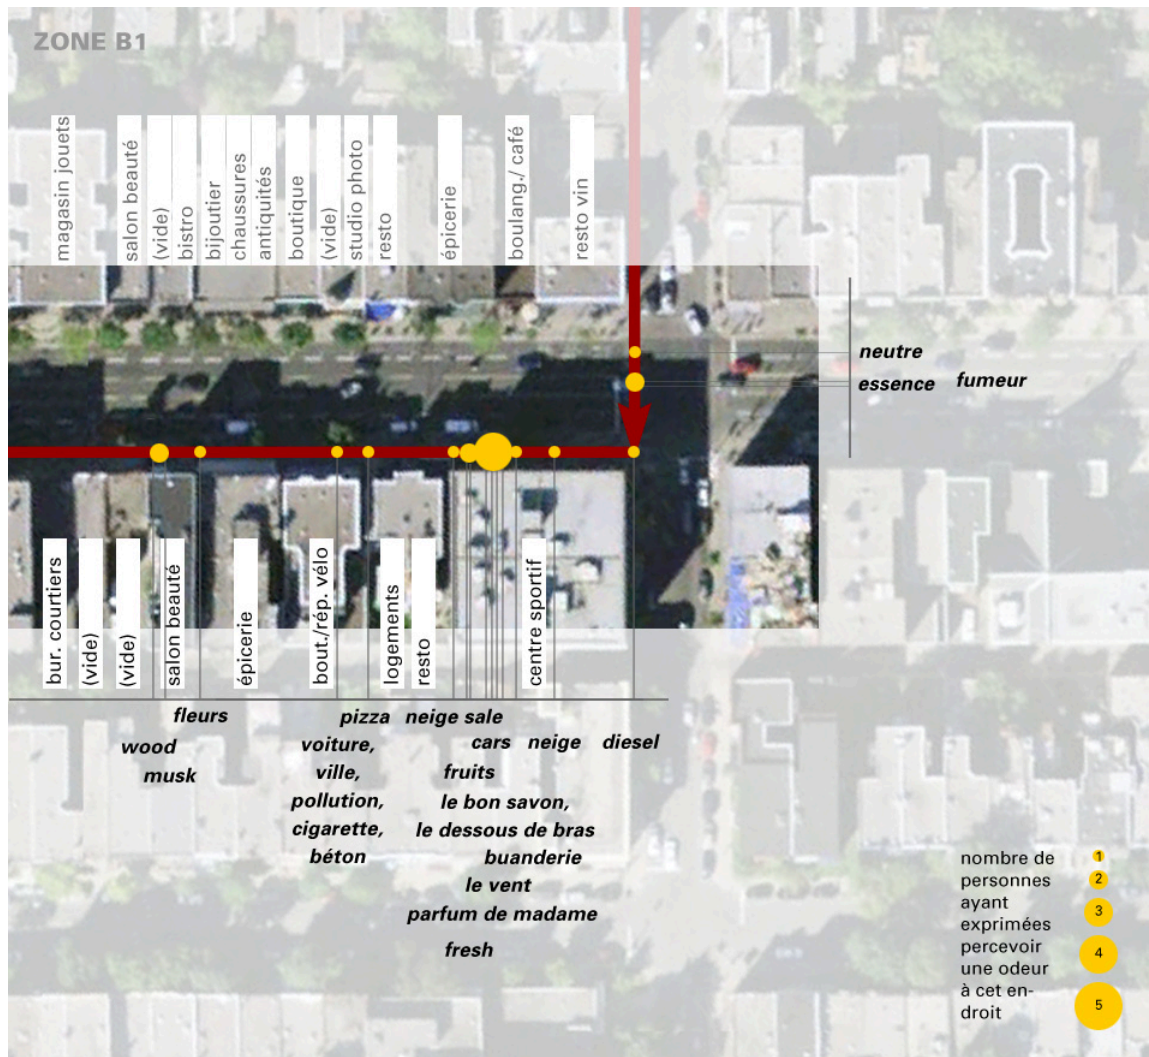 ZONE B1
magasin jouets
salon beauté
(vide)
bistro
bijoutier
chaussures
antiquités
boutique
(vide)
studio photo
resto
épicerie
boulang./ café
resto vin
neutre
essence fumeur
bur. courtiers
(vide)
(vide)
salon beauté
épicerie
bout./rép. vélo
logements
resto
centre sportif
fleurs
wood
musk
pizza
voiture,
ville,
pollution,
cigarette,
béton
neige sale
cars neige diesel
fruits
le bon savon,
le dessous de bras
buanderie
le vent
parfum de madame
fresh
nombre de
personnes
ayant
exprimées
percevoir
une odeur
à cet en-
droit
1
2
3
4
5